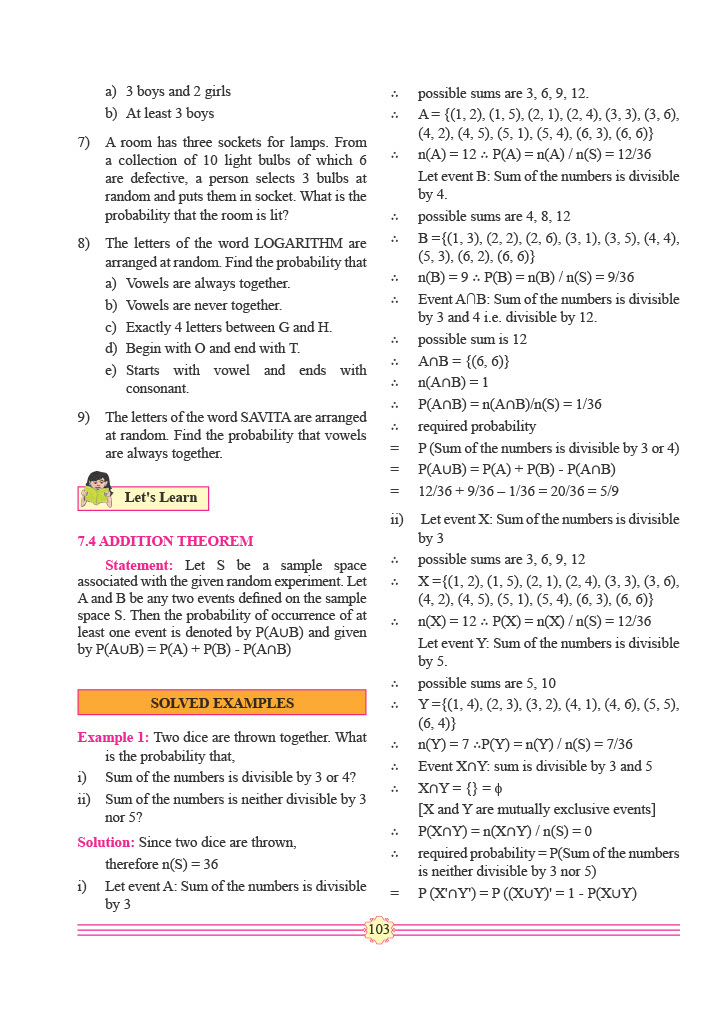 a) 3 boys and 2 girls
b) At least 3 boys
7) A room has three sockets for lamps. From
a collection of 10 light bulbs of which 6
are defective, a person selects 3 bulbs at
random and puts them in socket. What is the
probability that the room is lit?
8) The letters of the word LOGARITHM are
arranged at random. Find the probability that
a) Vowels are always together.
b) Vowels are never together.
c) Exactly 4 letters between G and H.
d) Begin with O and end with T.
e) Starts with vowel and ends with
consonant.
9) The letters of the word SAVITA are arranged
at random. Find the probability that vowels
are always together.
Let's Learn
7.4 ADDITION THEOREM
Statement: Let S be a sample space
associated with the given random experiment. Let
A and B be any two events defined on the sample
space S. Then the probability of occurrence of at
least one event is denoted by P(A∪B) and given
by P(A∪B) = P(A) + P(B) - P(A∩B)
SOLVED EXAMPLES
Example 1: Two dice are thrown together. What
is the probability that,
i) Sum of the numbers is divisible by 3 or 4?
ii) Sum of the numbers is neither divisible by 3
nor 5?
Solution: Since two dice are thrown,
therefore n(S) = 36
i) Let event A: Sum of the numbers is divisible
by 3
∴ possible sums are 3, 6, 9, 12.
∴ A = {(1, 2), (1, 5), (2, 1), (2, 4), (3, 3), (3, 6),
(4, 2), (4, 5), (5, 1), (5, 4), (6, 3), (6, 6)}
∴ n(A) = 12 ∴ P(A) = n(A) / n(S) = 12/36
Let event B: Sum of the numbers is divisible
by 4.
∴ possible sums are 4, 8, 12
∴ B ={(1, 3), (2, 2), (2, 6), (3, 1), (3, 5), (4, 4),
(5, 3), (6, 2), (6, 6)}
∴ n(B) = 9 ∴ P(B) = n(B) / n(S) = 9/36
∴ Event A∩B: Sum of the numbers is divisible
by 3 and 4 i.e. divisible by 12.
∴ possible sum is 12
∴ A∩B = {(6, 6)}
∴ n(A∩B) = 1
∴ P(A∩B) = n(A∩B)/n(S) = 1/36
∴ required probability
= P (Sum of the numbers is divisible by 3 or 4)
= P(A∪B) = P(A) + P(B) - P(A∩B)
= 12/36 + 9/36 – 1/36 = 20/36 = 5/9
ii) Let event X: Sum of the numbers is divisible
by 3
∴ possible sums are 3, 6, 9, 12
∴ X ={(1, 2), (1, 5), (2, 1), (2, 4), (3, 3), (3, 6),
(4, 2), (4, 5), (5, 1), (5, 4), (6, 3), (6, 6)}
∴ n(X) = 12 ∴ P(X) = n(X) / n(S) = 12/36
Let event Y: Sum of the numbers is divisible
by 5.
∴ possible sums are 5, 10
∴ Y ={(1, 4), (2, 3), (3, 2), (4, 1), (4, 6), (5, 5),
(6, 4)}
∴ n(Y) = 7 ∴P(Y) = n(Y) / n(S) = 7/36
∴ Event X∩Y: sum is divisible by 3 and 5
∴ X∩Y = {} = ϕ
[X and Y are mutually exclusive events]
∴ P(X∩Y) = n(X∩Y) / n(S) = 0
∴ required probability = P(Sum of the numbers
is neither divisible by 3 nor 5)
= P (X'∩Y') = P ((X∪Y)' = 1 - P(X∪Y)
103